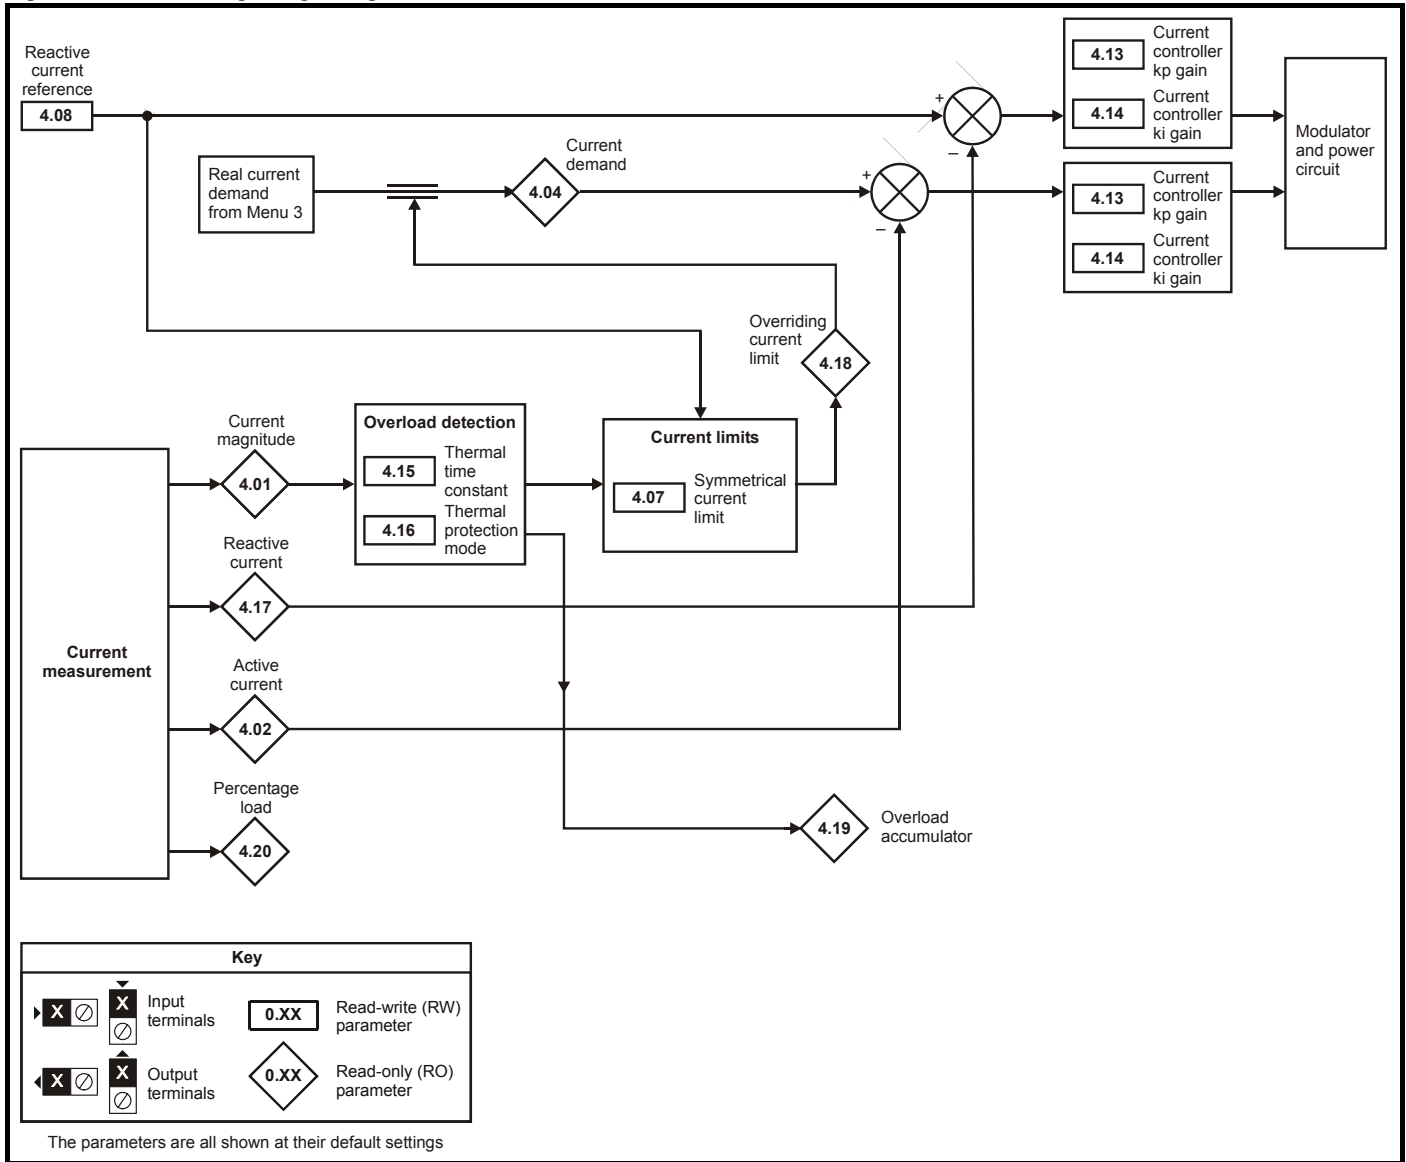 Reactive
current
reference
4.08
Real current
demand
from Menu 3
Current
demand
4.04
+
−
+
−
4.13
Current
controller
kp gain
4.14
Current
controller
ki gain
4.13
Current
controller
kp gain
4.14
Current
controller
ki gain
Modulator
and power
circuit
Overriding
current
limit
4.18
Current
magnitude
4.01
Overload detection
4.15
Thermal
time
constant
4.16
Thermal
protection
mode
Current limits
4.07
Symmetrical
current
limit
Reactive
current
4.17
Current
measurement
Active
current
4.02
Percentage
load
4.20
4.19
Overload
accumulator
Key
X
X
Input
terminals
0.XX
Read-write (RW)
parameter
X
X
Output
terminals
0.XX
Read-only (RO)
parameter
The parameters are all shown at their default settings